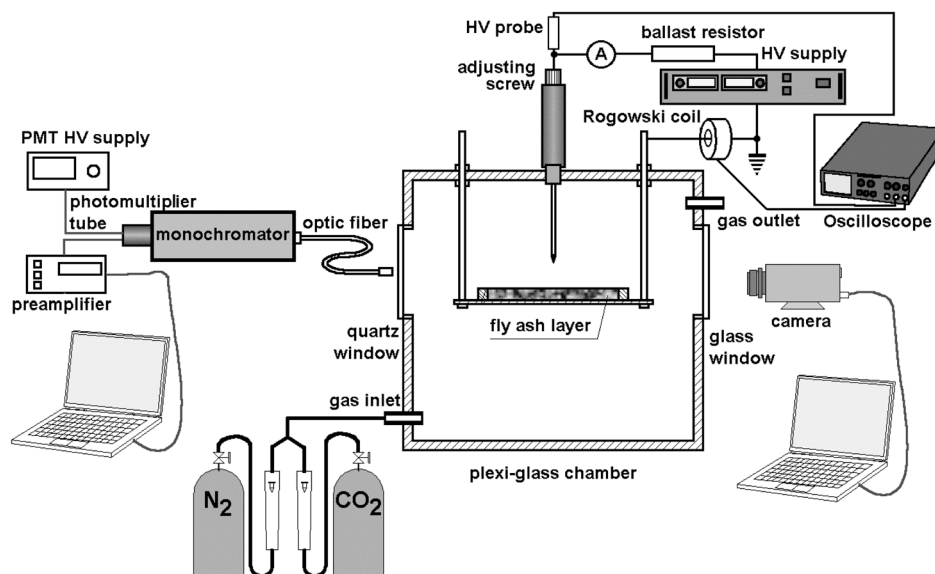 HV probe
ballast resistor
A
HV supply
adjusting
screw
Rogowski coil
PMT HV supply
photomultiplier
tube
optic fiber
monochromator
gas outlet
Oscilloscope
preamplifier
fly ash layer
camera
quartz
window
glass
window
gas inlet
plexi-glass chamber
N2
CO2